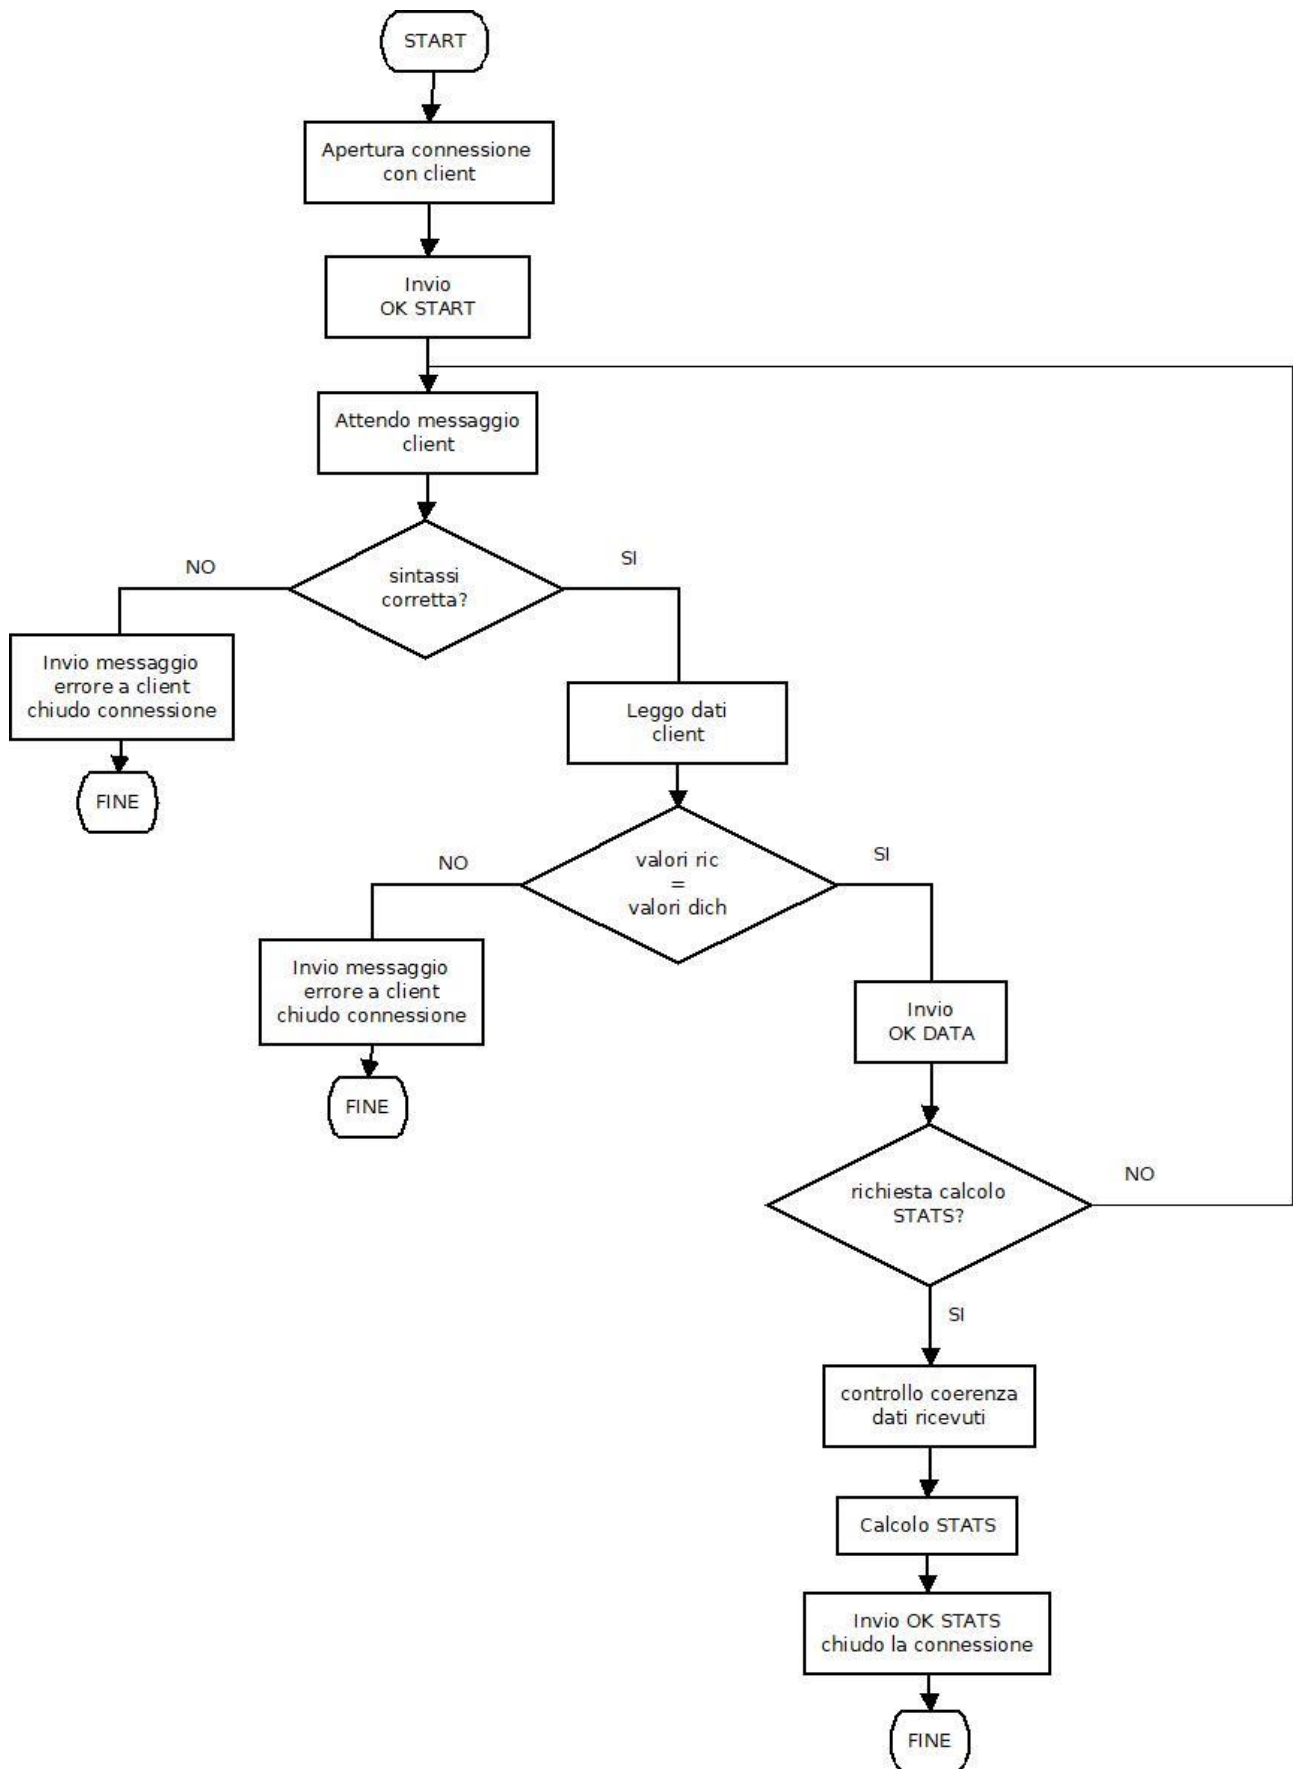 START
Apertura connessione
con client
Invio
OK START
Attendo messaggio
client
sintassi
corretta?
NO
SI
Invio messaggio
errore a client
chiudo connessione
FINE
Leggo dati
client
valori ric
=
valori dich
NO
SI
Invio messaggio
errore a client
chiudo connessione
FINE
Invio
OK DATA
richiesta calcolo
STATS?
NO
SI
controllo coerenza
dati ricevuti
Calcolo STATS
Invio OK STATS
chiudo la connessione
FINE